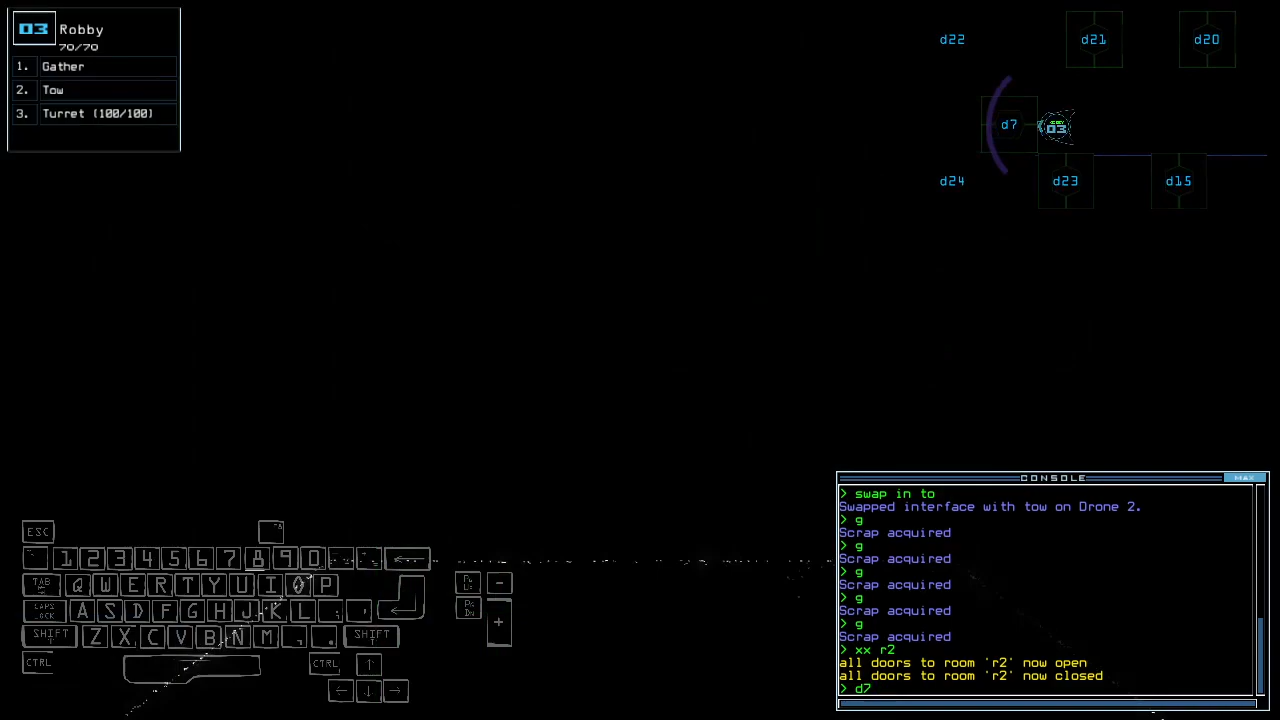 03 Robby
70/70
1. Gather
2. Tow
3. Turret (100/100)
d22 d21 d20
d7 03
d24 d23 d15
CONSOLE MAX
> swap in to
Swapped interface with tow on Drone 2.
> g
Scrap acquired
> g
Scrap acquired
> g
Scrap acquired
> g
Scrap acquired
> g
Scrap acquired
> xx r2
all doors to room 'r2' now open
all doors to room 'r2' now closed
> d7
ESC
1 2 3 4 5 6 7 8 9 0
TAB Q W E R T Y U I O P
CAPS LOCK A S D F G H J K L ; '
SHIFT Z X C V B N M , . SHIFT
CTRL CTRL ↑
← ↓ →
- +